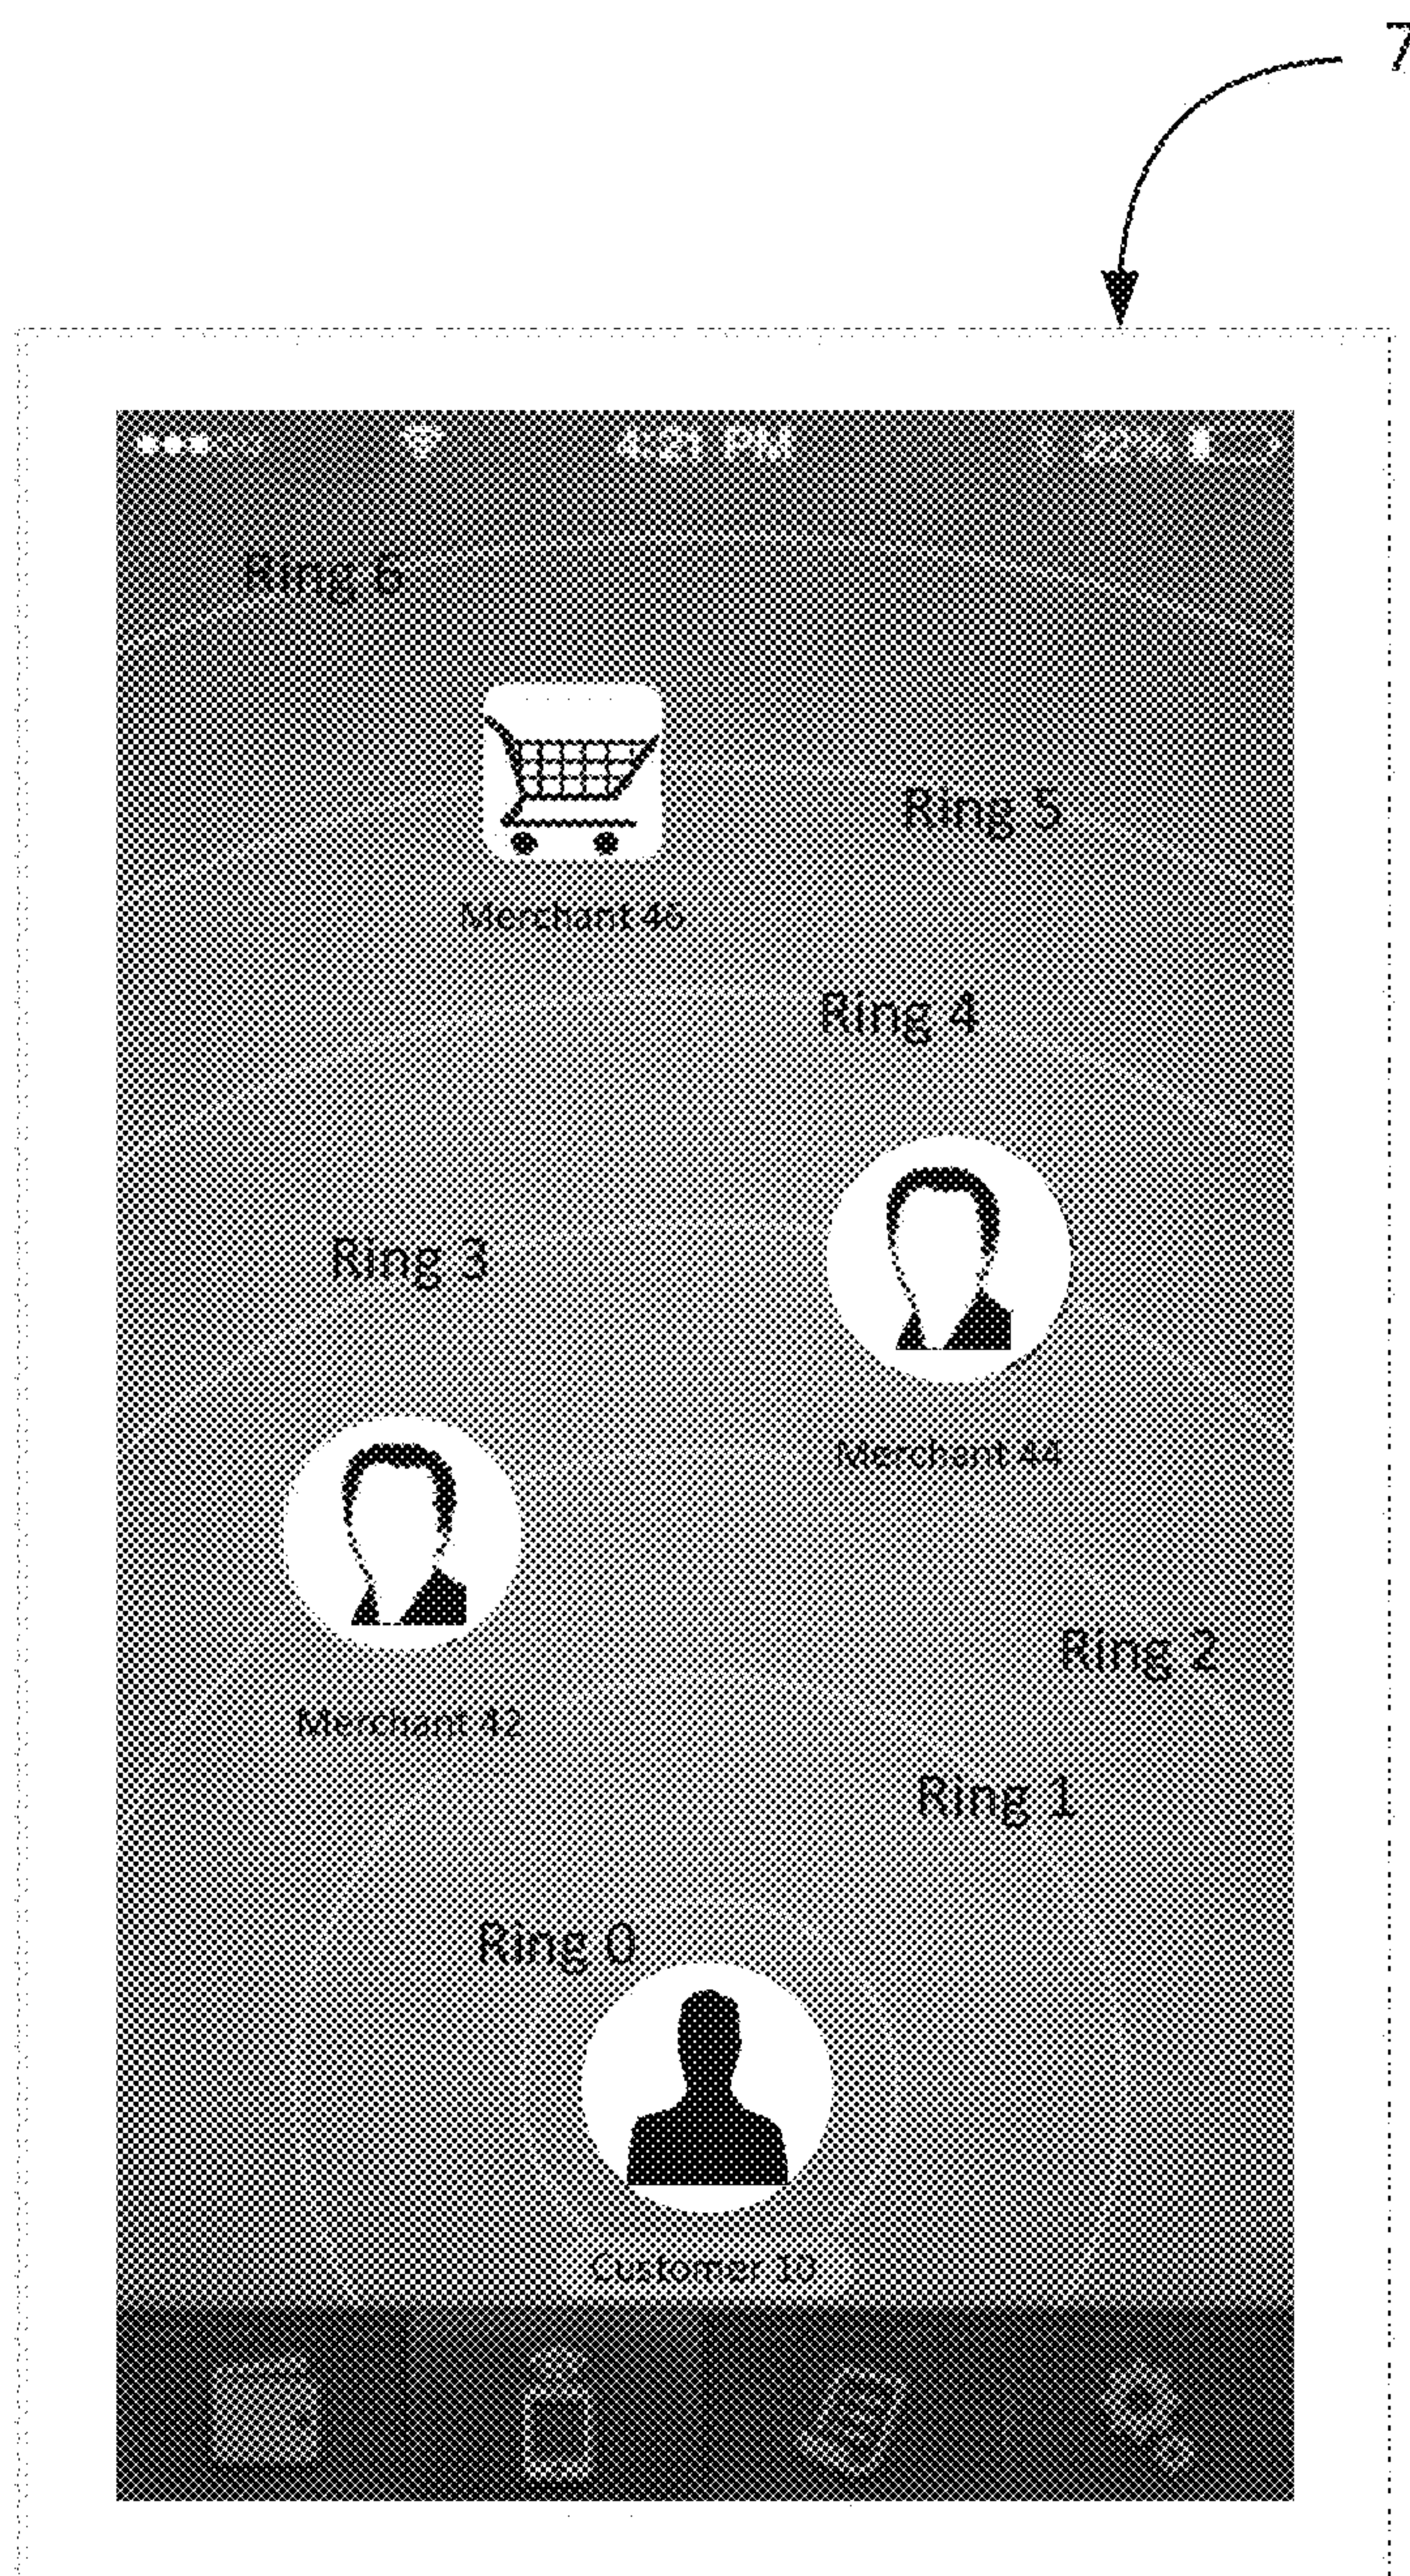 7
4:21 PM 22%
Ring 6
Ring 5
Merchant 46
Ring 4
Ring 3
Merchant 44
Ring 2
Merchant 42
Ring 1
Ring 0
Customer 10